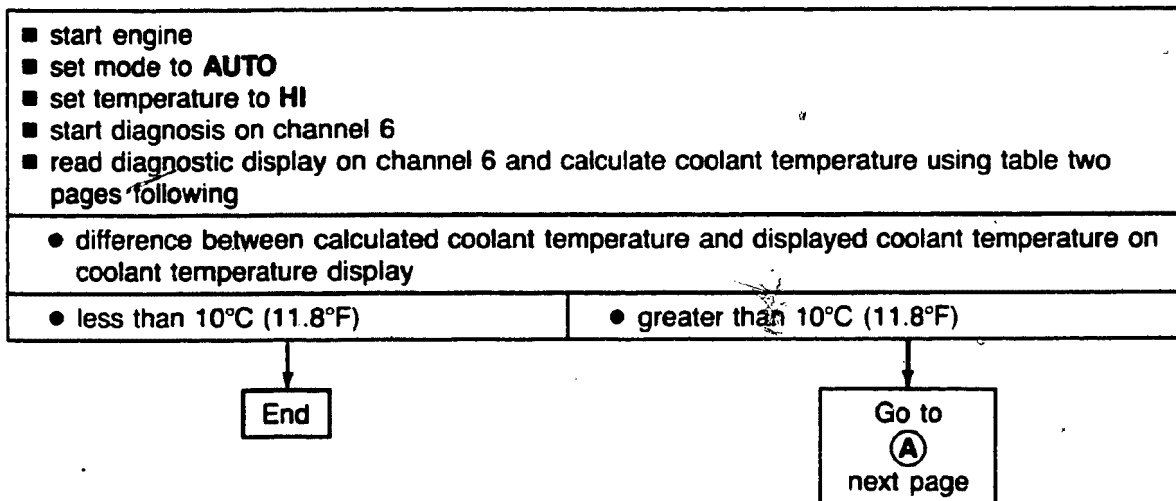 ■ start engine
■ set mode to AUTO
■ set temperature to HI
■ start diagnosis on channel 6
■ read diagnostic display on channel 6 and calculate coolant temperature using table two
pages following
● difference between calculated coolant temperature and displayed coolant temperature on
coolant temperature display
● less than 10°C (11.8°F)
● greater than 10°C (11.8°F)
End
Go to
A
next page